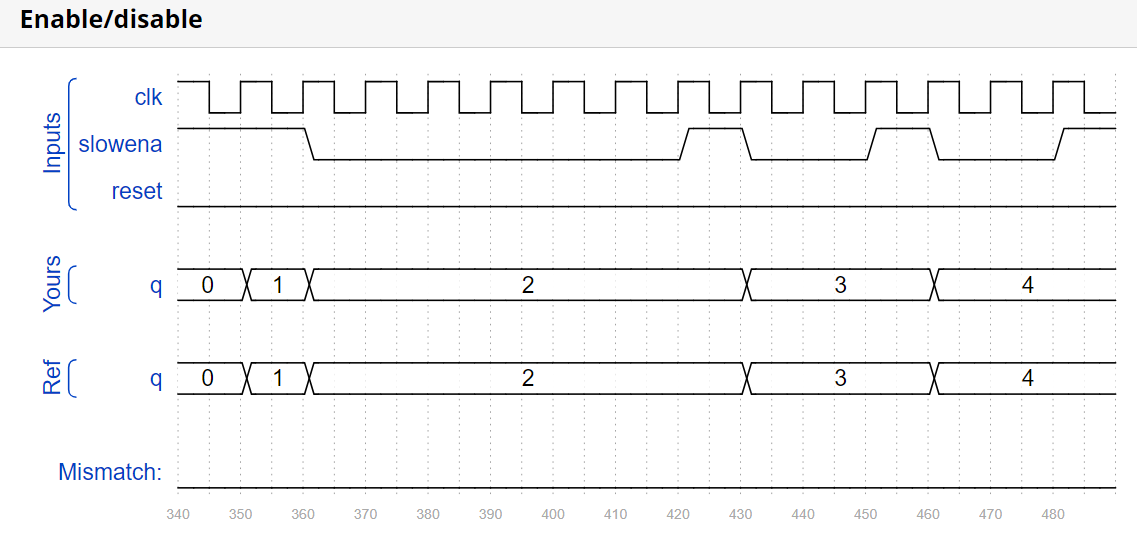 Enable/disable
Inputs
clk
slowena
reset
Yours
q 0 1 2 3 4
Ref
q 0 1 2 3 4
Mismatch:
340 350 360 370 380 390 400 410 420 430 440 450 460 470 480